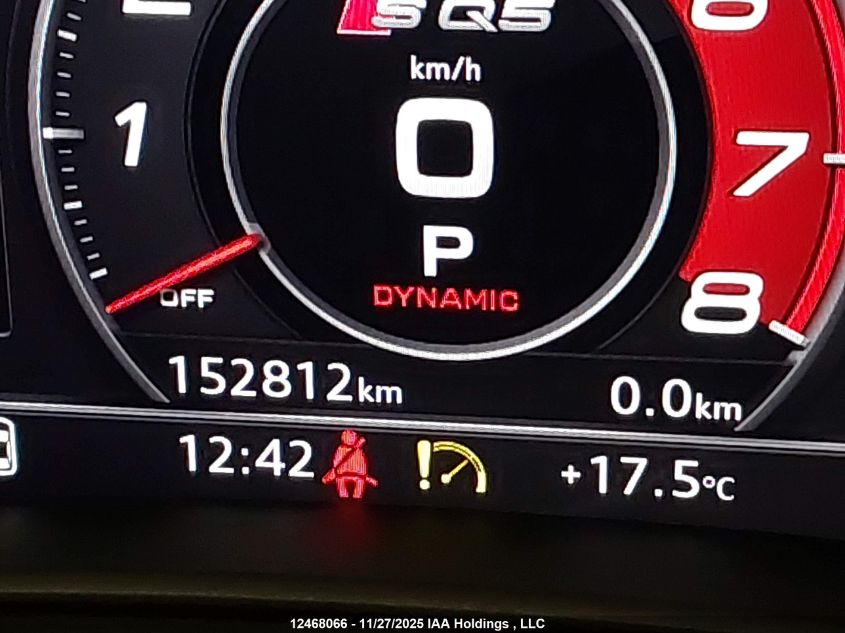 SQ5
km/h
6
0
1
7
P
OFF
DYNAMIC
8
152812km
0.0km
12:42
+17.5°C
12468066 - 11/27/2025 IAA Holdings , LLC